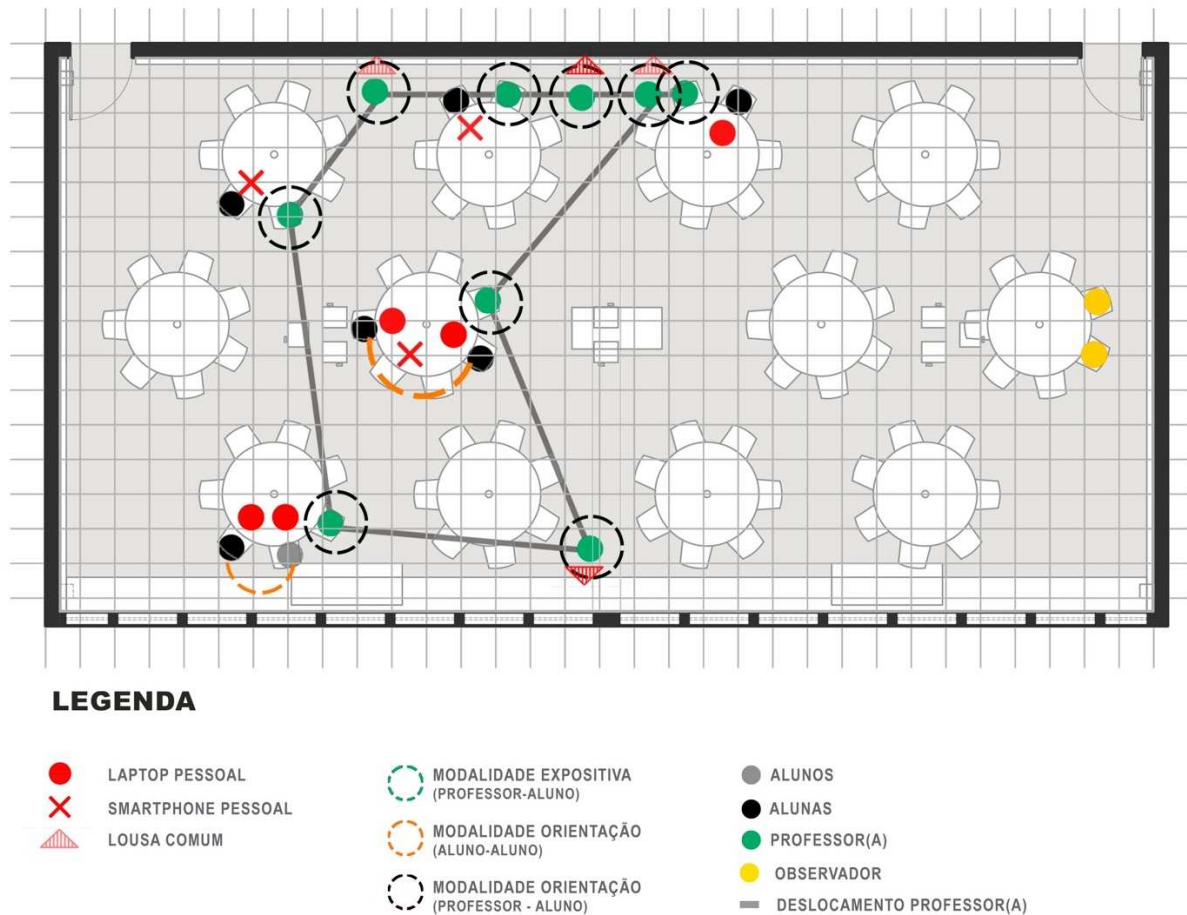 LEGENDA
LAPTOP PESSOAL
SMARTPHONE PESSOAL
LOUSA COMUM
MODALIDADE EXPOSITIVA
(PROFESSOR-ALUNO)
MODALIDADE ORIENTAÇÃO
(ALUNO-ALUNO)
MODALIDADE ORIENTAÇÃO
(PROFESSOR - ALUNO)
ALUNOS
ALUNAS
PROFESSOR(A)
OBSERVADOR
DESLOCAMENTO PROFESSOR(A)